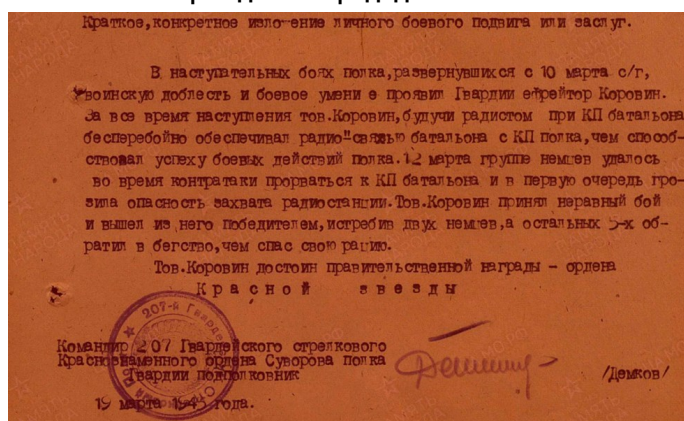 Краткое,конкретное изложение личного боевого подвига или заслуг.
В наступательных боях полка,развернувшихся с 10 марта с/г,
воинскую доблесть и боевое умени е проявил Гвардии ефрейтор Коровин.
За все время наступления тов.Коровин,будучи радистом при КП батальона
бесперебойно обеспечивал радио-связью батальона с КП полка,чем способ-
ствовал успеху боевых действий полка.12 марта группе немцев удалось
во время контратаки прорваться к КП батальона и в первую очередь гро-
зила опасность захвата радиостанции.Тов.Коровин принял неравный бой
и вышел из него победителем,истребив двух немцев,а остальных 5-х об-
ратил в бегство,чем спас свою рацию.
Тов.Коровин достоин правительственной награды - ордена
Красной звезды
207-й Гвардейский
Командир 207 Гвардейского стрелкового
Краснознаменного ордена Суворова полка
Гвардии подполковник
/Демков/
19 марта 1945 года.